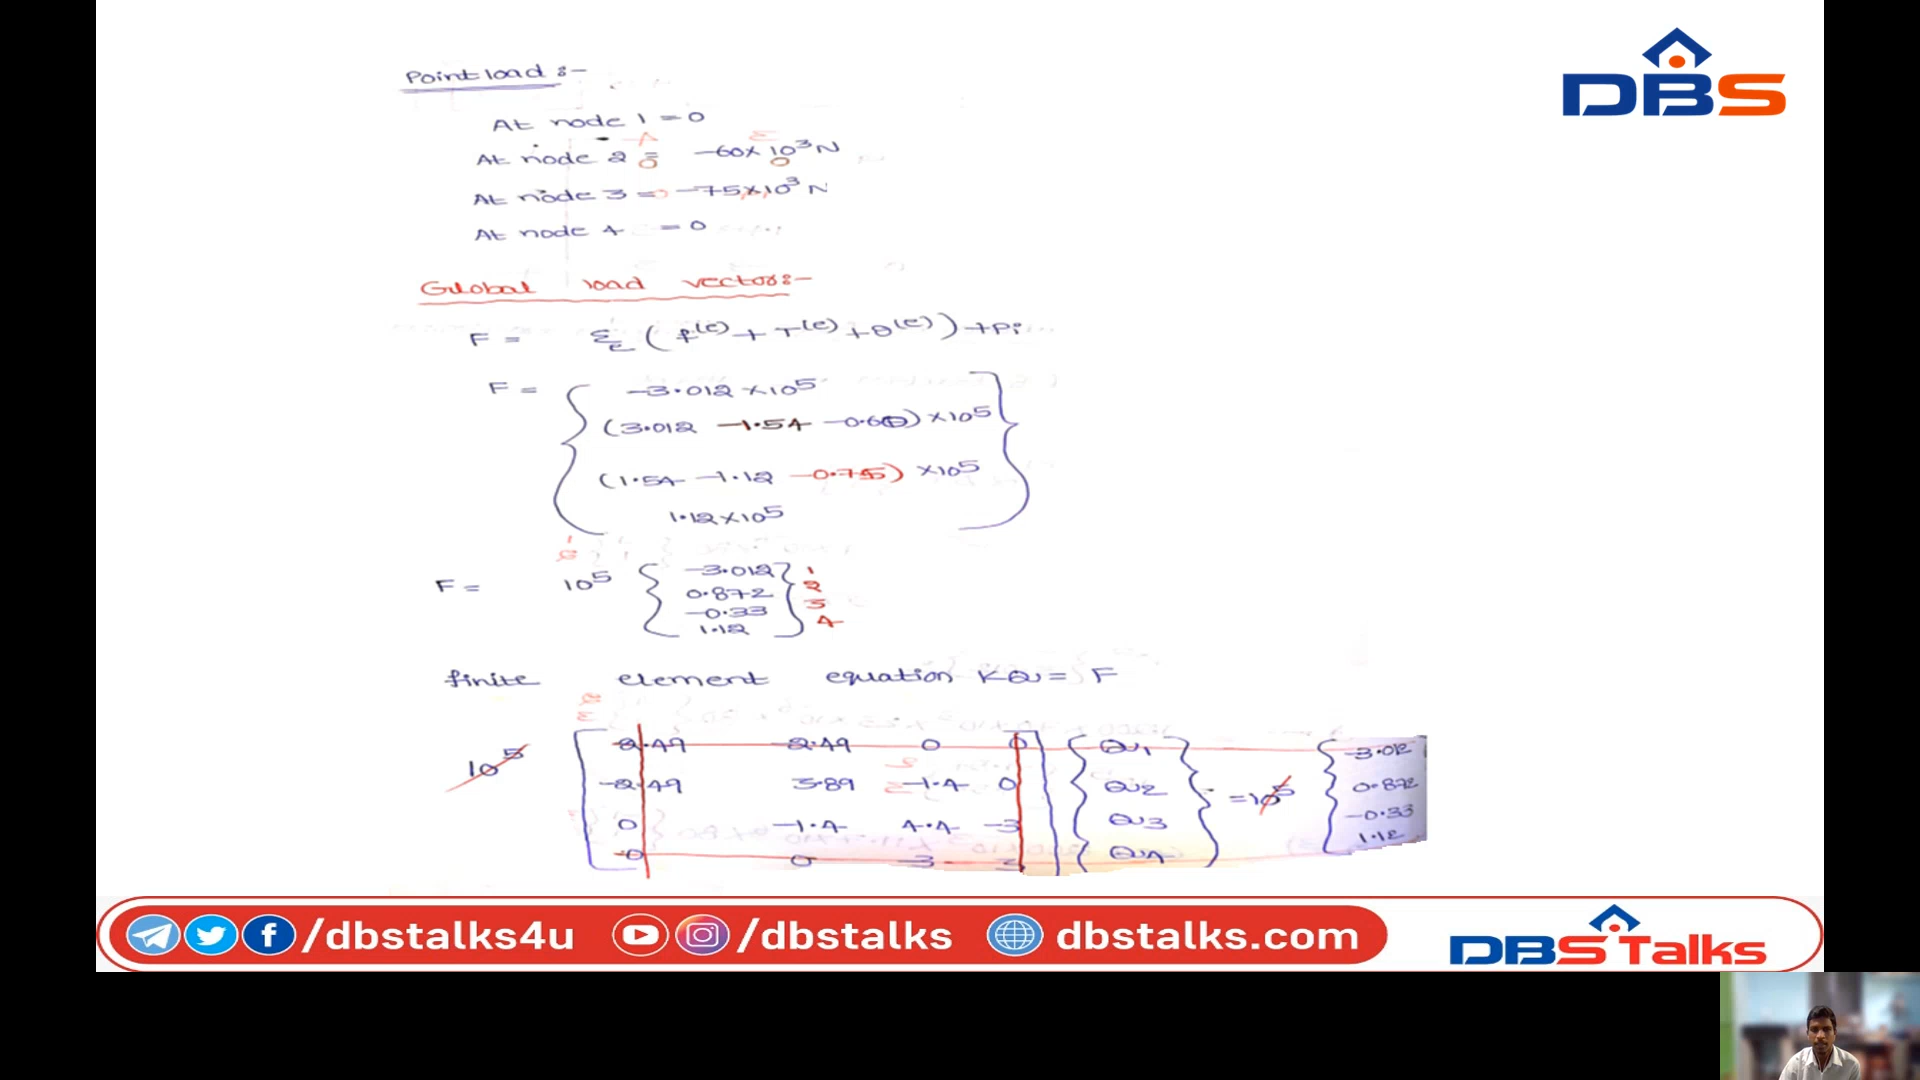 DBS
Point load :-
At node 1 = 0
At node 2 = -60×10³N
At node 3 = -75×10³ N
At node 4 = 0
Global load vector:-
F = Σe (f(e) + T(e) + θ(e)) + Pi
F = { -3.012 ×10⁵
(3.012 -1.54 -0.60) ×10⁵
(1.54 -1.12 -0.75) ×10⁵
1.12×10⁵ }
F = 10⁵ { -3.012 } 1
0.872 2
-0.33 3
1.12 4
finite element equation KQ = F
10⁵ [ 2.49 -2.49 0 0 ] { Q1 } = 10⁵ { -3.012
-2.49 3.89 -1.4 0 Q2 0.872
0 -1.4 4.4 -3 Q3 -0.33
0 0 -3 3 Q4 1.12
/dbstalks4u /dbstalks dbstalks.com DBS Talks